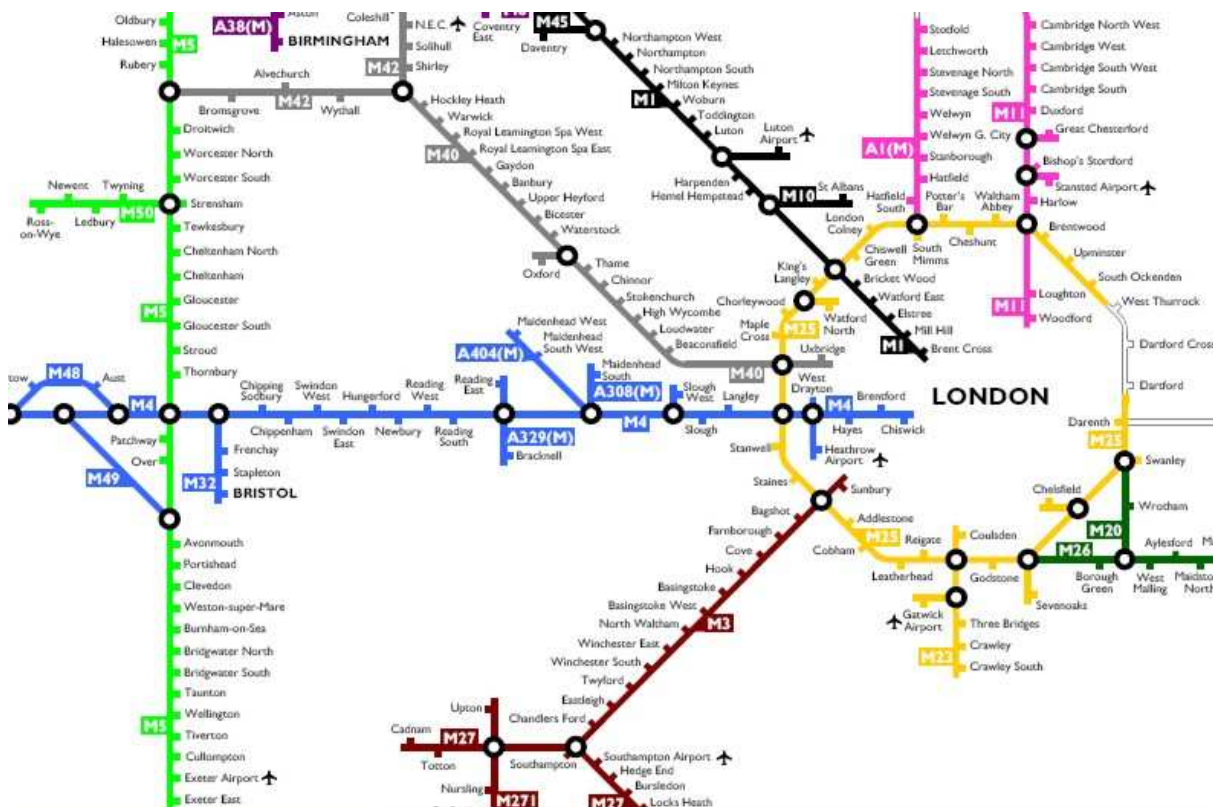 Oldbury
Halesowen
Rubery
M5
A38(M)
Aston
BIRMINGHAM
Coleshill
N.E.C.
Solihull
Shirley
M42
Coventry
East
M45
Daventry
Northampton West
Northampton
Northampton South
Milton Keynes
Woburn
Toddington
Luton
M1
Luton
Airport
Harpenden
Hemel Hempstead
M10
St Albans
Alvechurch
M42
Bromsgrove
Wythall
Hockley Heath
Warwick
Royal Leamington Spa West
Royal Leamington Spa East
M40
Gaydon
Banbury
Upper Heyford
Bicester
Waterstock
Oxford
Thame
Chinnor
Stokenchurch
High Wycombe
Loudwater
Beaconsfield
M40
Uxbridge
Droitwich
Worcester North
Worcester South
Strensham
Newent
Twyning
M50
Ross-
on-Wye
Ledbury
Tewkesbury
Cheltenham North
Cheltenham
Gloucester
M5
Gloucester South
Stroud
Thornbury
Stotfold
Letchworth
Stevenage North
Stevenage South
Welwyn
Welwyn G. City
A1(M)
Stanborough
Hatfield
Hatfield
South
Cambridge North West
Cambridge West
Cambridge South West
Cambridge South
M11
Duxford
Great Chesterford
Bishop's Stortford
Stansted Airport
Harlow
Potter's
Bar
Waltham
Abbey
London
Colney
Chiswell
Green
South
Mimms
Cheshunt
Brentwood
Upminster
South Ockenden
West Thurrock
Dartford Cross
Dartford
Darenth
M25
Swanley
M11
Loughton
Woodford
King's
Langley
Bricket Wood
Watford East
Elstree
Mill Hill
M1
Brent Cross
Chorleywood
M25
Watford
North
Maple
Cross
LONDON
M48
Aust
M4
Chipping
Sodbury
Chippenham
Swindon
West
Swindon
East
Hungerford
Newbury
Reading
West
Reading
South
Reading
East
A329(M)
Bracknell
Maidenhead West
Maidenhead
South West
A404(M)
Maidenhead
South
A308(M)
M4
Slough
West
Slough
Langley
West
Drayton
M4
Brentford
Hayes
Chiswick
Heathrow
Airport
Stanwell
Staines
Patchway
Over
M49
M32
Frenchay
Stapleton
BRISTOL
Avonmouth
Portishead
Clevedon
Weston-super-Mare
Burnham-on-Sea
Bridgwater North
Bridgwater South
Taunton
Wellington
M5
Tiverton
Cullompton
Exeter Airport
Exeter East
Sunbury
Bagshot
Farnborough
Cove
Hook
Basingstoke
Basingstoke West
North Waltham
M3
Winchester East
Winchester South
Twyford
Eastleigh
Chandlers Ford
Addlestone
M25
Cobham
Leatherhead
Reigate
Coulsden
Godstone
Gatwick
Airport
Three Bridges
Crawley
M23
Crawley South
Chelsfield
Sevenoaks
M26
M20
Wrotham
Borough
Green
Aylesford
West
Malling
North
Upton
Cadnam
M27
Totton
Southampton
Southampton Airport
Hedge End
Bursledon
M27
Locks Heath
Nursling
M271